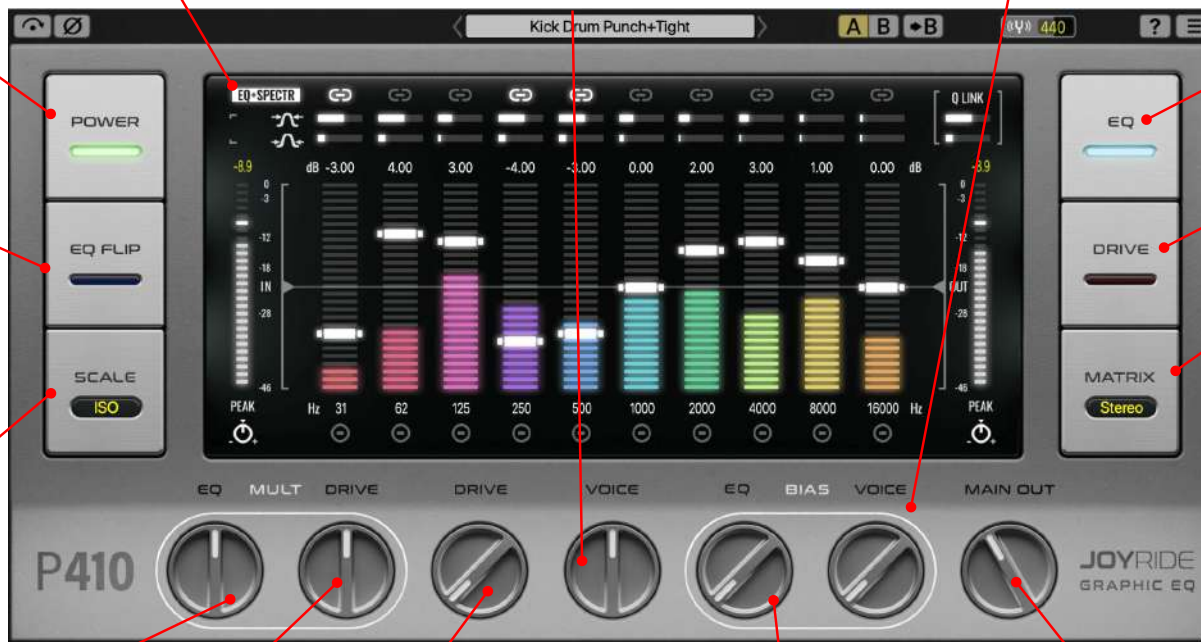 Kick Drum Punch+Tight A B B 440 ?
EQ+SPECTR Q LINK
POWER
EQ
-8.9 dB -3.00 4.00 3.00 -4.00 -3.00 0.00 2.00 3.00 1.00 0.00 dB -8.9
0 0
-3 -3
EQ FLIP
DRIVE
-12 -12
-18 -18
IN OUT
-28 -28
SCALE
ISO
MATRIX
Stereo
-46 -46
PEAK Hz 31 62 125 250 500 1000 2000 4000 8000 16000 Hz PEAK
- + - +
EQ MULT DRIVE DRIVE VOICE EQ BIAS VOICE MAIN OUT
P410
JOYRIDE
GRAPHIC EQ